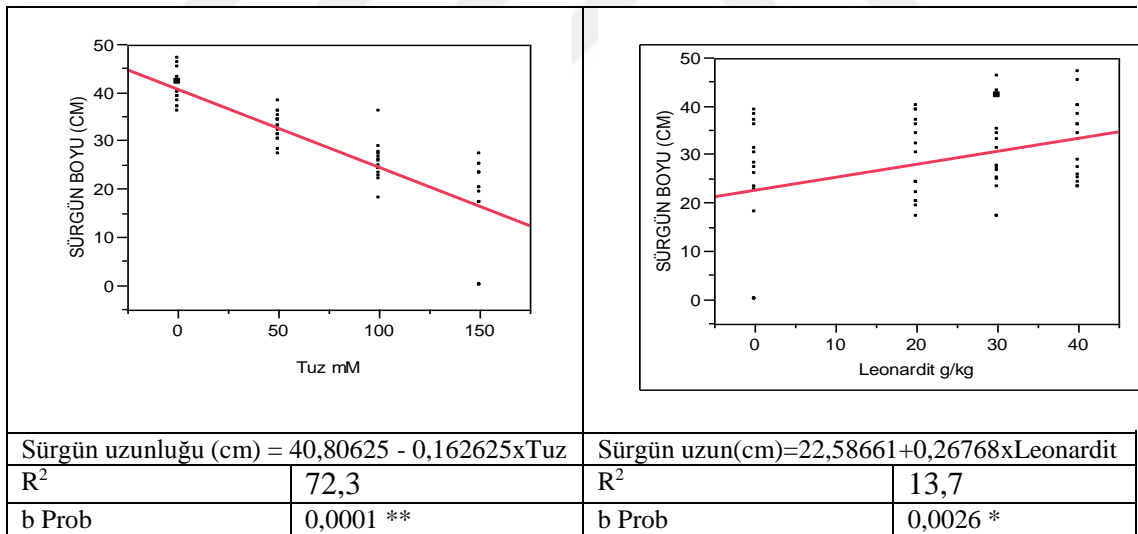 50
40
30
20
10
0
SÜRGÜN BOYU (CM)
0 50 100 150
Tuz mM
50
40
30
20
10
0
SÜRGÜN BOYU (CM)
0 10 20 30 40
Leonardit g/kg
Sürgün uzunluğu (cm) = 40,80625 - 0,162625xTuz
Sürgün uzun(cm)=22,58661+0,26768xLeonardit
R² 72,3 R² 13,7
b Prob 0,0001 ** b Prob 0,0026 *